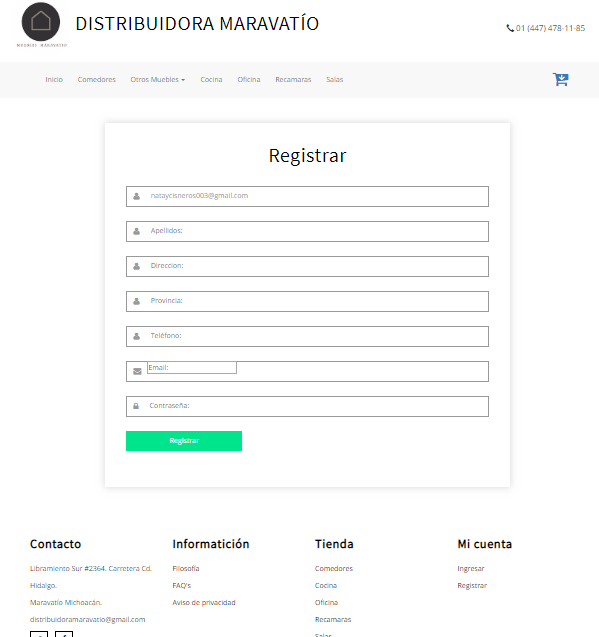 MUEBLES MARAVATIO
DISTRIBUIDORA MARAVATÍO
01 (447) 478-11-85
Inicio Comedores Otros Muebles Cocina Oficina Recamaras Salas
Registrar
nataycisneros003@gmail.com
Apellidos:
Direccion:
Provincia:
Teléfono:
Email:
Contraseña:
Registrar
Contacto Informatición Tienda Mi cuenta
Libramiento Sur #2364. Carretera Cd. Filosofía Comedores Ingresar
Hidalgo. FAQ's Cocina Registrar
Maravatío Michoacán. Aviso de privacidad Oficina
distribuidoramaravatio@gmail.com Recamaras
Salas